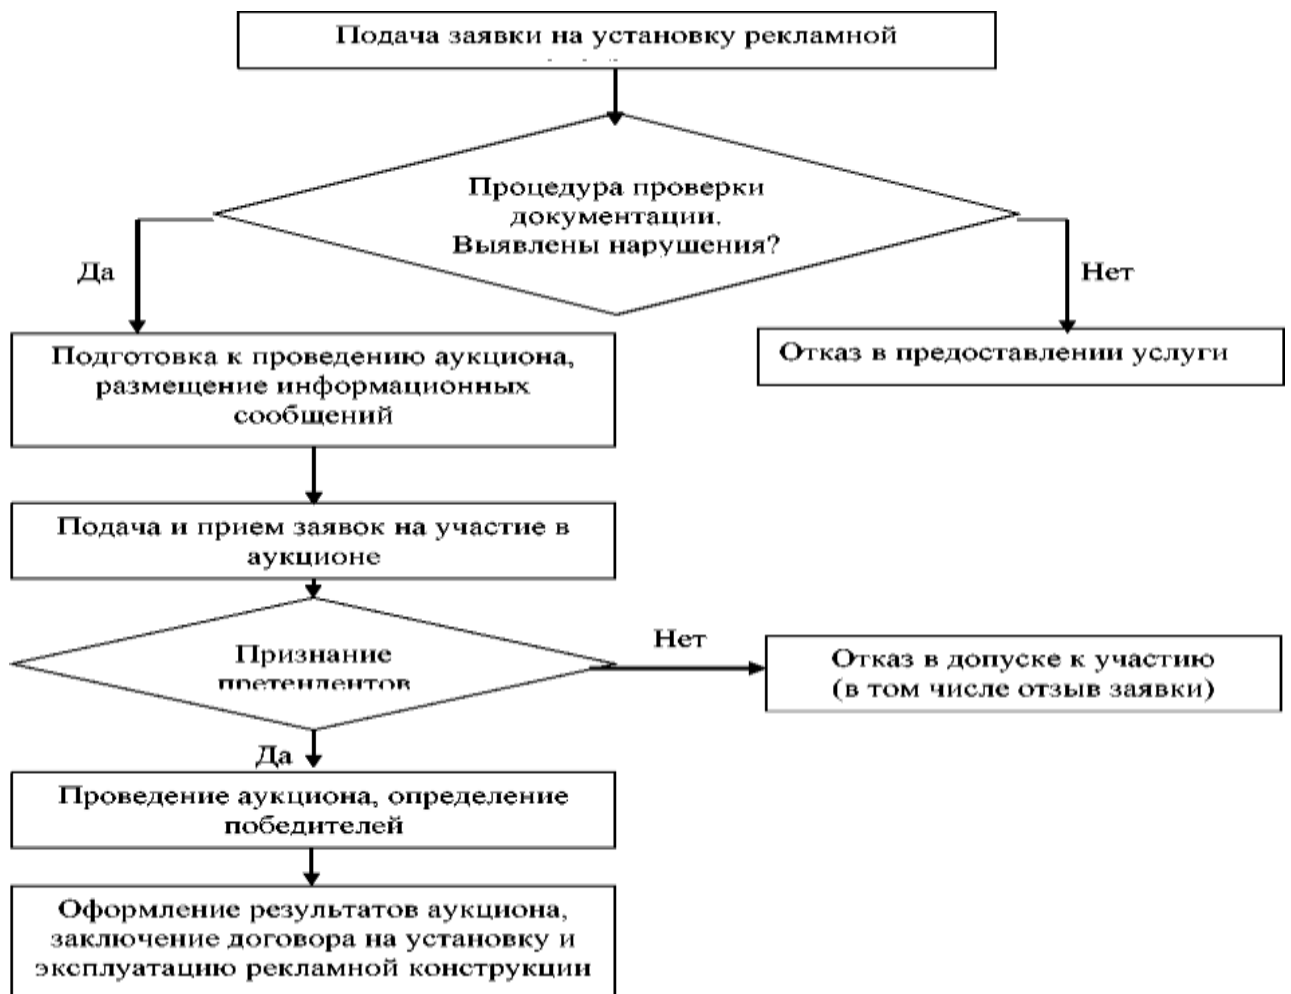 Подача заявки на установку рекламной
Процедура проверки
документации.
Выявлены нарушения?
Да
Нет
Подготовка к проведению аукциона,
размещение информационных
сообщений
Отказ в предоставлении услуги
Подача и прием заявок на участие в
аукционе
Признание
претендентов
Нет
Отказ в допуске к участию
(в том числе отзыв заявки)
Да
Проведение аукциона, определение
победителей
Оформление результатов аукциона,
заключение договора на установку и
эксплуатацию рекламной конструкции